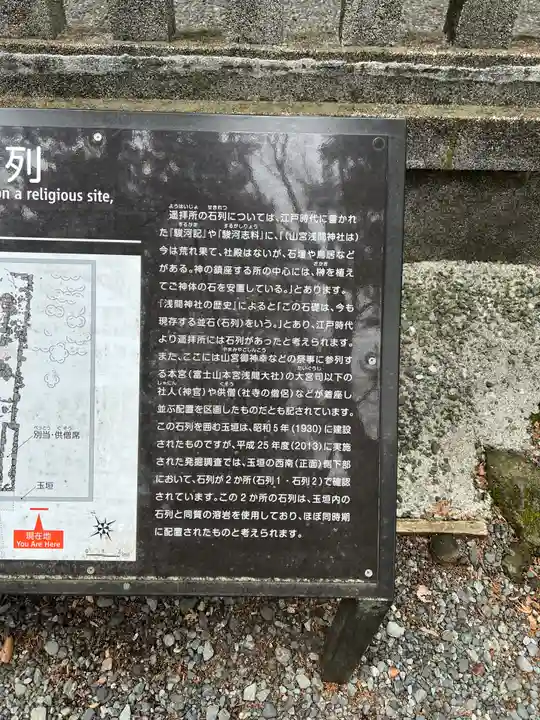 列
n a religious site,
遥拝所の石列については、江戸時代に書かれ
た「駿河記」や「駿河志料」に、「(山宮浅間神社は)
今は荒れ果て、社殿はないが、石壇や鳥居など
がある。神の鎮座する所の中心には、榊を植え
てご神体の石を安置している。」とあります。
「浅間神社の歴史」によると「この石礎は、今も
現存する並石(石列)をいう。」とあり、江戸時代
より遥拝所には石列があったと考えられます。
また、ここには山宮御神幸などの祭事に参列す
る本宮(富士山本宮浅間大社)の大宮司以下の
社人(神官)や供僧(社寺の僧侶)などが着座し
並ぶ配置を区画したものだとも記されています。
この石列を囲む玉垣は、昭和5年(1930)に建設
されたものですが、平成25年度(2013)に実施
された発掘調査では、玉垣の西南(正面)側下部
において、石列が2か所(石列1・石列2)で確
認されています。この2か所の石列は、玉垣内の
石列と同質の溶岩を使用しており、ほぼ同時期
に配置されたものと考えられます。
別当・供僧席
玉垣
現在地
You Are Here